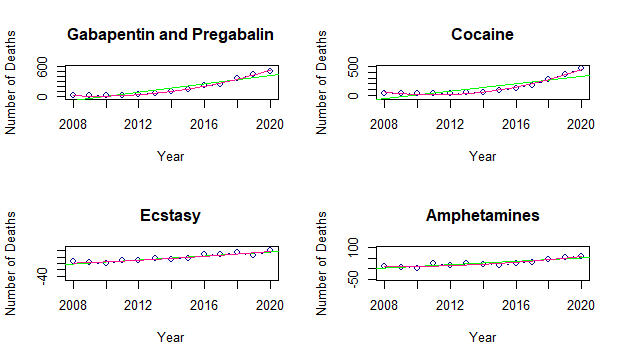 Gabapentin and Pregabalin
Number of Deaths
0 600
2008 2012 2016 2020
Year
Cocaine
Number of Deaths
0 500
2008 2012 2016 2020
Year
Ecstasy
Number of Deaths
-40
2008 2012 2016 2020
Year
Amphetamines
Number of Deaths
-50 100
2008 2012 2016 2020
Year